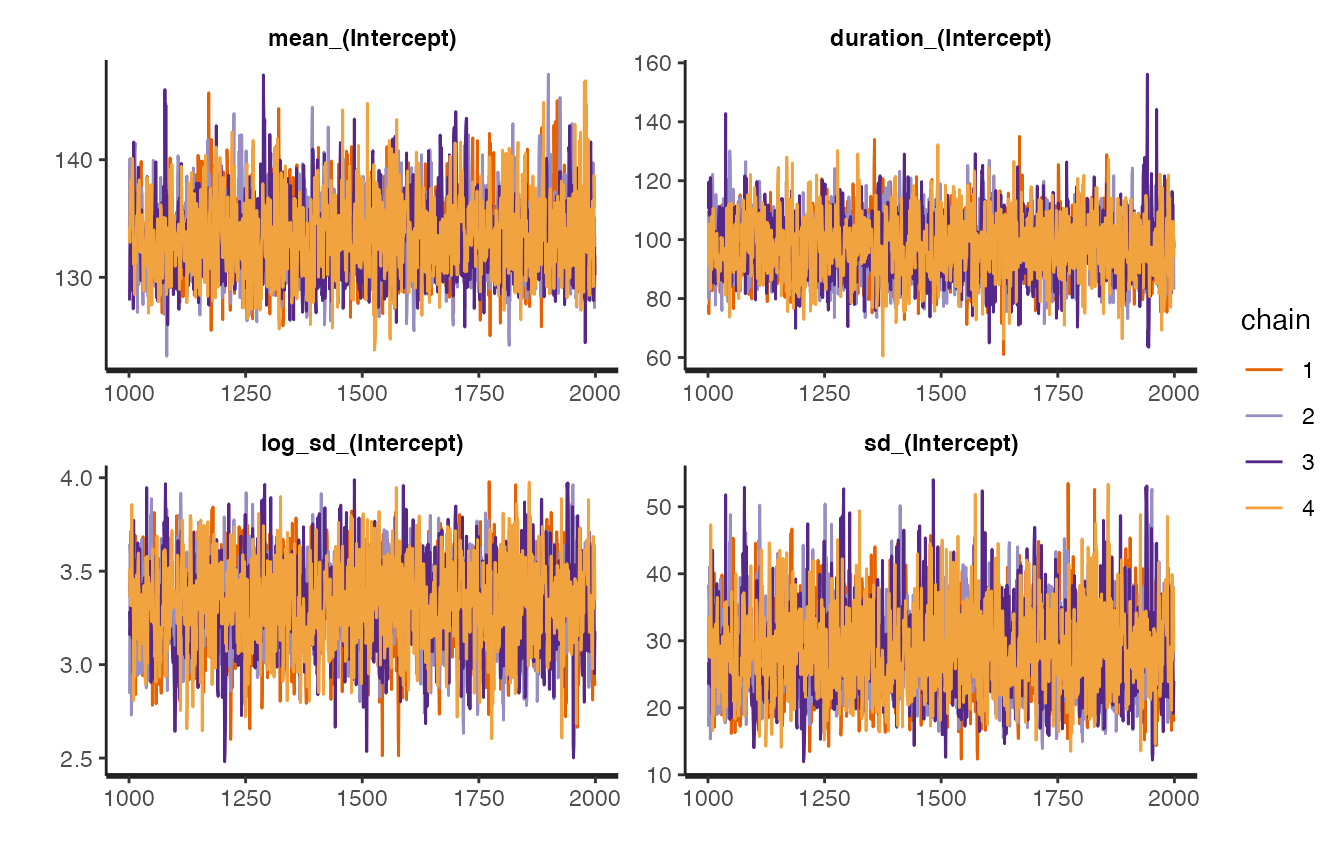 mean_(Intercept)
140
130
1000 1250 1500 1750 2000
duration_(Intercept)
160
140
120
100
80
60
1000 1250 1500 1750 2000
log_sd_(Intercept)
4.0
3.5
3.0
2.5
1000 1250 1500 1750 2000
sd_(Intercept)
50
40
30
20
10
1000 1250 1500 1750 2000
chain
1
2
3
4